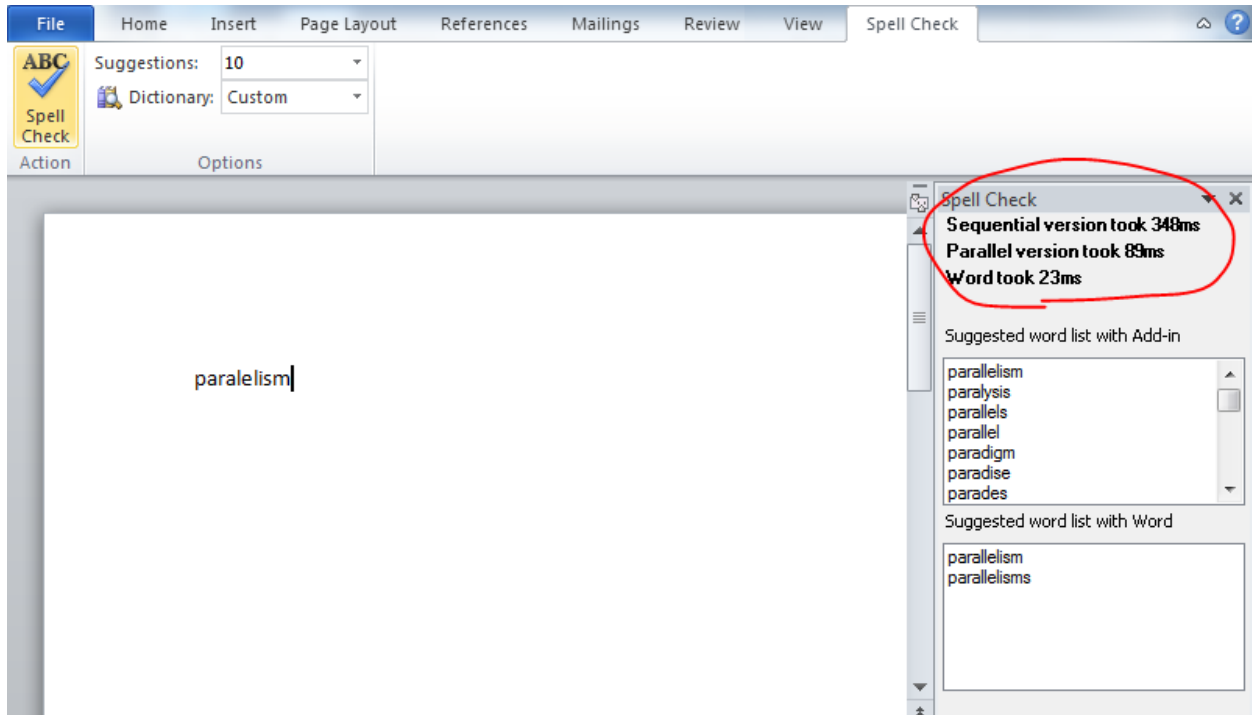 File Home Insert Page Layout References Mailings Review View Spell Check
ABC Suggestions: 10
Dictionary: Custom
Spell
Check
Action Options
Spell Check
Sequential version took 348ms
Parallel version took 89ms
Word took 23ms
Suggested word list with Add-in
paralelism
parallelism
paralysis
parallels
parallel
paradigm
paradise
parades
Suggested word list with Word
parallelism
parallelisms